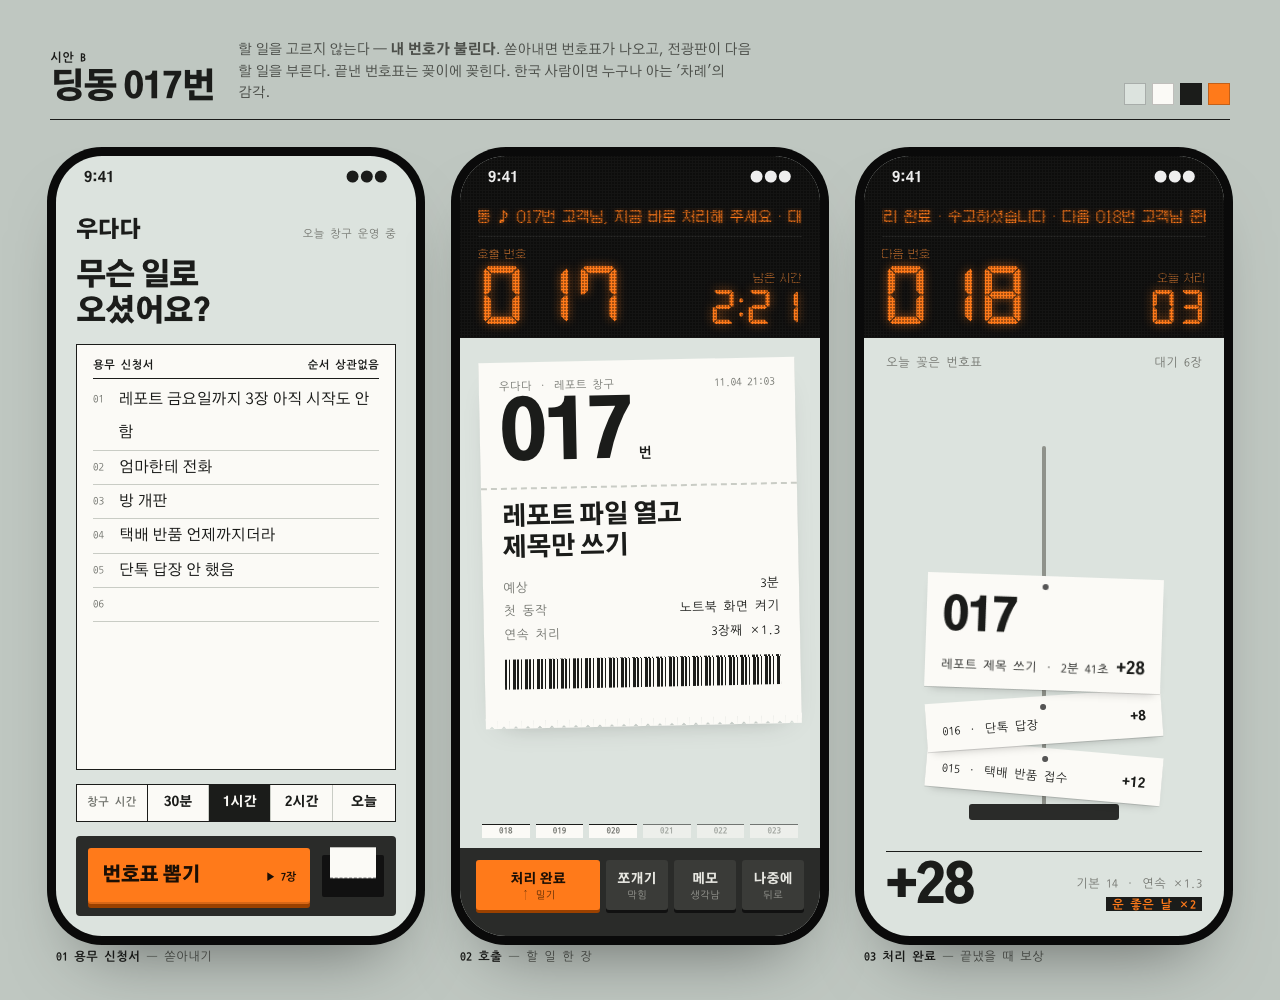 시안 B
딩동 017번
할 일을 고르지 않는다 — 내 번호가 불린다. 쏟아내면 번호표가 나오고, 전광판이 다음
할 일을 부른다. 끝낸 번호표는 꽂이에 꽂힌다. 한국 사람이면 누구나 아는 '차례'의
감각.
9:41
우다다
오늘 창구 운영 중
무슨 일로
오셨어요?
용무 신청서
순서 상관없음
01 레포트 금요일까지 3장 아직 시작도 안
함
02 엄마한테 전화
03 방 개판
04 택배 반품 언제까지더라
05 단톡 답장 안 했음
06
창구 시간 30분 1시간 2시간 오늘
번호표 뽑기 ▶ 7장
01 용무 신청서 — 쏟아내기
9:41
동 ♪ 017번 고객님, 지금 바로 처리해 주세요 · 대
호출 번호
017
남은 시간
2:21
우다다 · 레포트 창구
11.04 21:03
017 번
레포트 파일 열고
제목만 쓰기
예상 3분
첫 동작 노트북 화면 켜기
연속 처리 3장째 ×1.3
018 019 020 021 022 023
처리 완료
↑ 밀기
쪼개기
막힘
메모
생각남
나중에
뒤로
02 호출 — 할 일 한 장
9:41
리 완료 · 수고하셨습니다 · 다음 018번 고객님 준비
다음 번호
018
오늘 처리
03
오늘 꽂은 번호표
대기 6장
017
레포트 제목 쓰기 · 2분 41초 +28
016 · 단톡 답장 +8
015 · 택배 반품 접수 +12
+28
기본 14 · 연속 ×1.3
운 좋은 날 ×2
03 처리 완료 — 끝냈을 때 보상